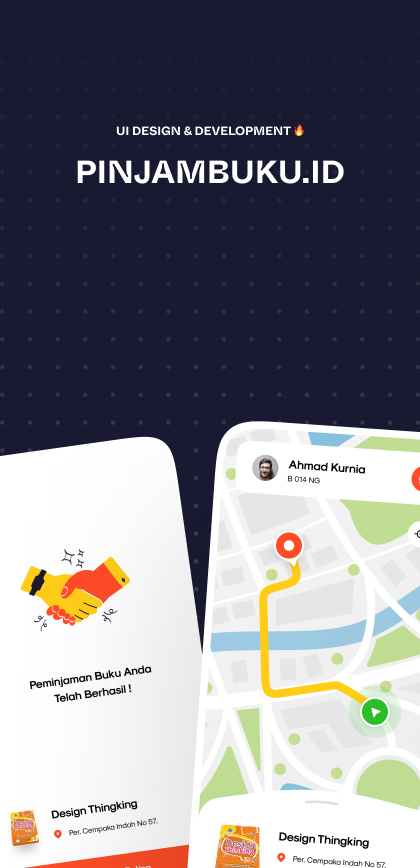 UI DESIGN & DEVELOPMENT🔥
PINJAMBUKU.ID
Peminjaman Buku Anda
Telah Berhasil !
Design Thingking
Per. Cempaka Indah No 57.
Ahmad Kurnia
B 014 NG
Design Thingking
Per. Cempaka Indah No 57.